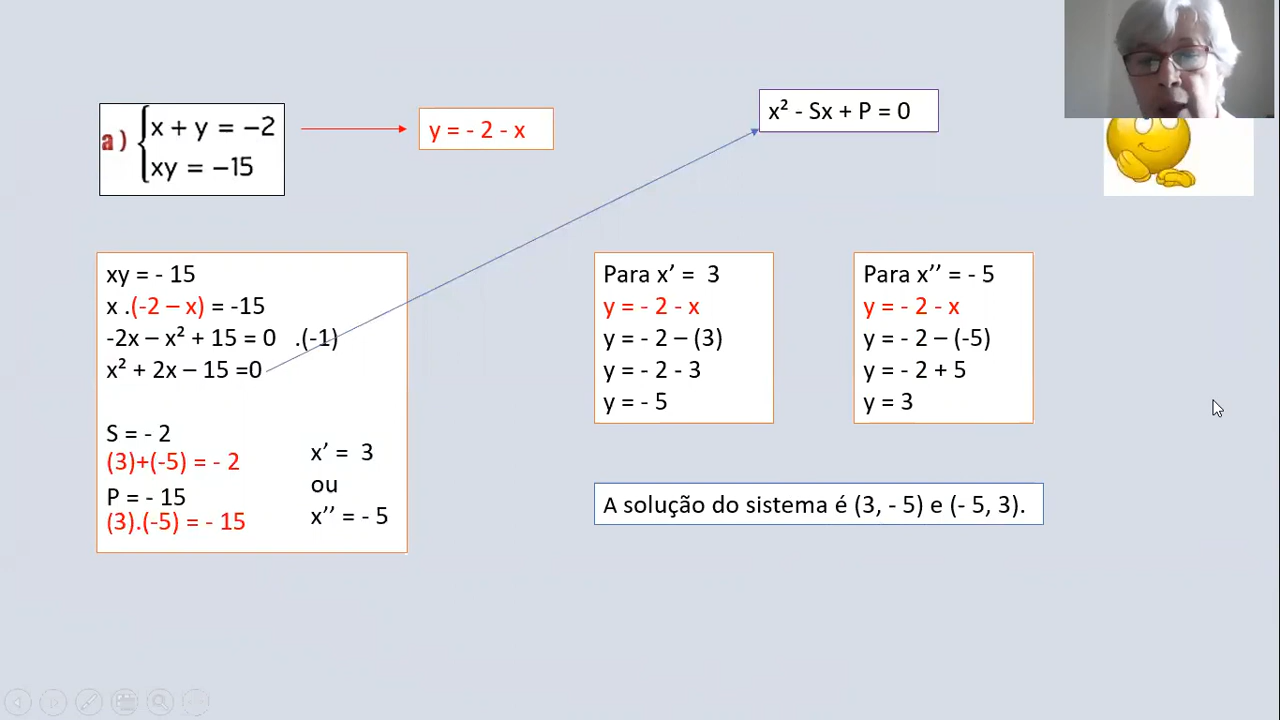 a) x + y = −2
xy = −15
y = - 2 - x
x² - Sx + P = 0
xy = - 15
x .(-2 – x) = -15
-2x – x² + 15 = 0 .(-1)
x² + 2x – 15 =0
S = - 2
(3)+(-5) = - 2
P = - 15
(3).(-5) = - 15
x’ = 3
ou
x’’ = - 5
Para x’ = 3
y = - 2 - x
y = - 2 – (3)
y = - 2 - 3
y = - 5
Para x’’ = - 5
y = - 2 - x
y = - 2 – (-5)
y = - 2 + 5
y = 3
A solução do sistema é (3, - 5) e (- 5, 3).